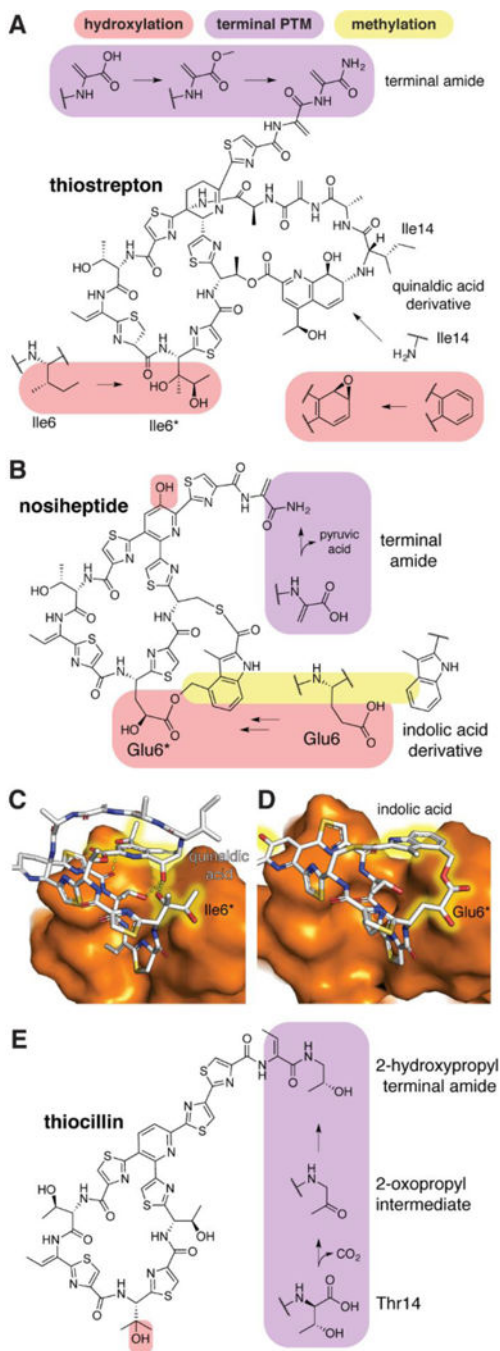 A
hydroxylation terminal PTM methylation
terminal amide
thiostrepton
Ile14
quinaldic acid
derivative
Ile14
Ile6
Ile6*
B
nosiheptide
pyruvic
acid
terminal
amide
Glu6*
Glu6
indolic acid
derivative
C
quinaldic
acid
Ile6*
D
indolic acid
Glu6*
E
thiocillin
2-hydroxypropyl
terminal amide
2-oxopropyl
intermediate
CO2
Thr14